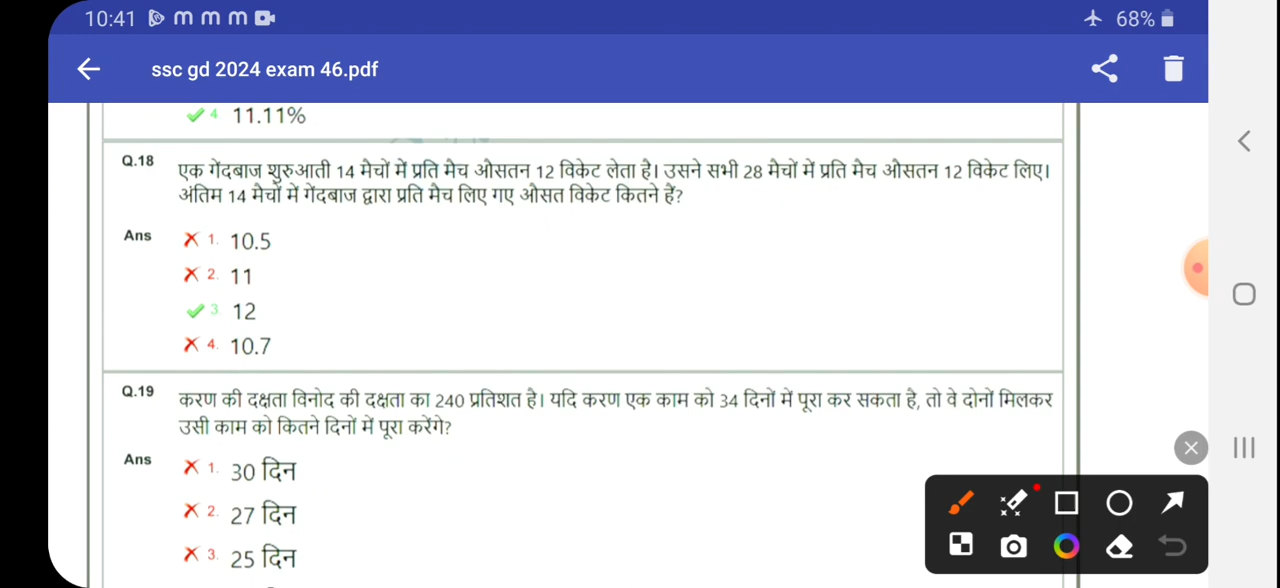 10:41 m m m 68%
ssc gd 2024 exam 46.pdf
4 11.11%
Q.18 एक गेंदबाज शुरुआती 14 मैचों में प्रति मैच औसतन 12 विकेट लेता है। उसने सभी 28 मैचों में प्रति मैच औसतन 12 विकेट लिए।
अंतिम 14 मैचों में गेंदबाज द्वारा प्रति मैच लिए गए औसत विकेट कितने हैं?
Ans 1. 10.5
2. 11
3 12
4. 10.7
Q.19 करण की दक्षता विनोद की दक्षता का 240 प्रतिशत है। यदि करण एक काम को 34 दिनों में पूरा कर सकता है, तो वे दोनों मिलकर
उसी काम को कितने दिनों में पूरा करेंगे?
Ans 1. 30 दिन
2. 27 दिन
3. 25 दिन